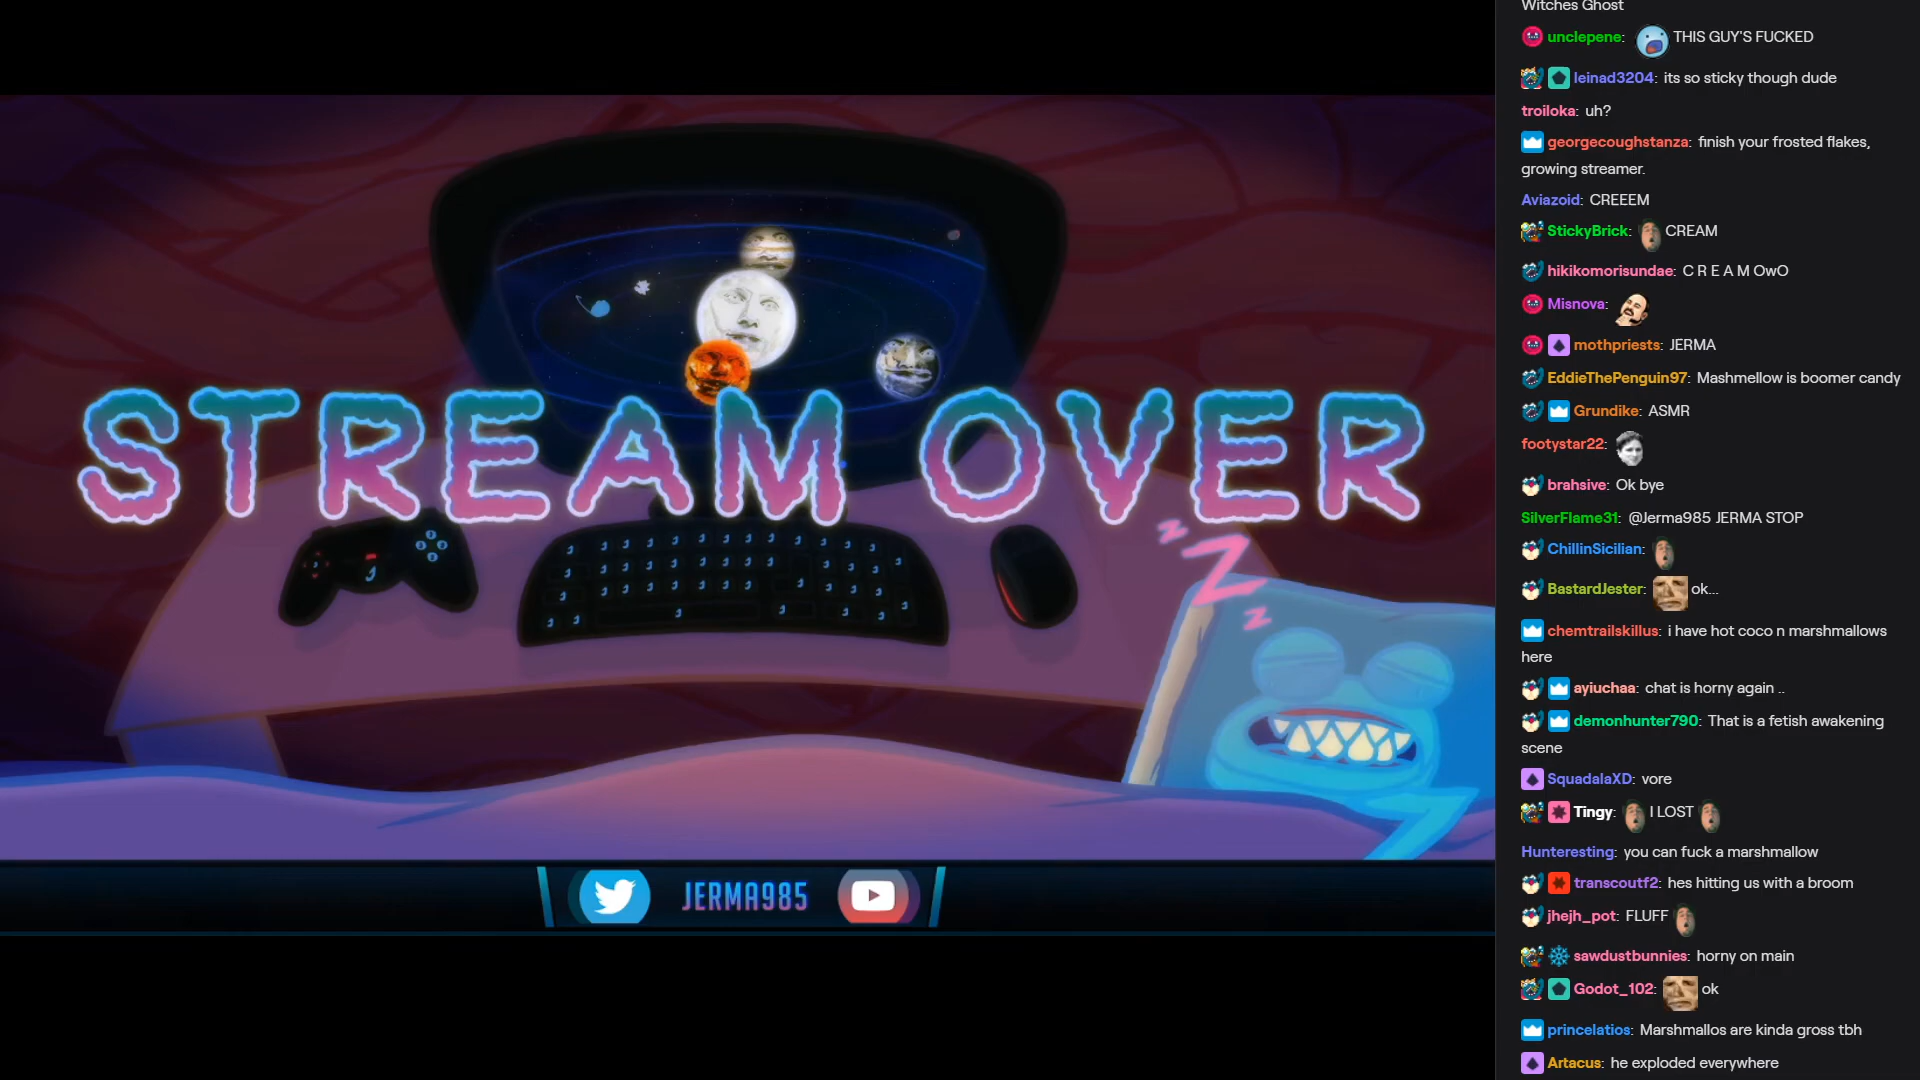 STREAM OVER
z
Z
z
JERMA985
Witches Ghost
unclepene: THIS GUY'S FUCKED
leinad3204: its so sticky though dude
troiloka: uh?
georgecoughstanza: finish your frosted flakes,
growing streamer.
Aviazoid: CREEEM
StickyBrick: CREAM
hikikomorisundae: C R E A M OwO
Misnova:
mothpriests: JERMA
EddieThePenguin97: Mashmellow is boomer candy
Grundike: ASMR
footystar22:
brahsive: Ok bye
SilverFlame31: @Jerma985 JERMA STOP
ChillinSicilian:
BastardJester: ok...
chemtrailskillus: i have hot coco n marshmallows
here
ayiuchaa: chat is horny again ..
demonhunter790: That is a fetish awakening
scene
SquadalaXD: vore
Tingy: I LOST
Hunteresting: you can fuck a marshmallow
transcoutf2: hes hitting us with a broom
jhejh_pot: FLUFF
sawdustbunnies: horny on main
Godot_102: ok
princelatios: Marshmallos are kinda gross tbh
Artacus: he exploded everywhere